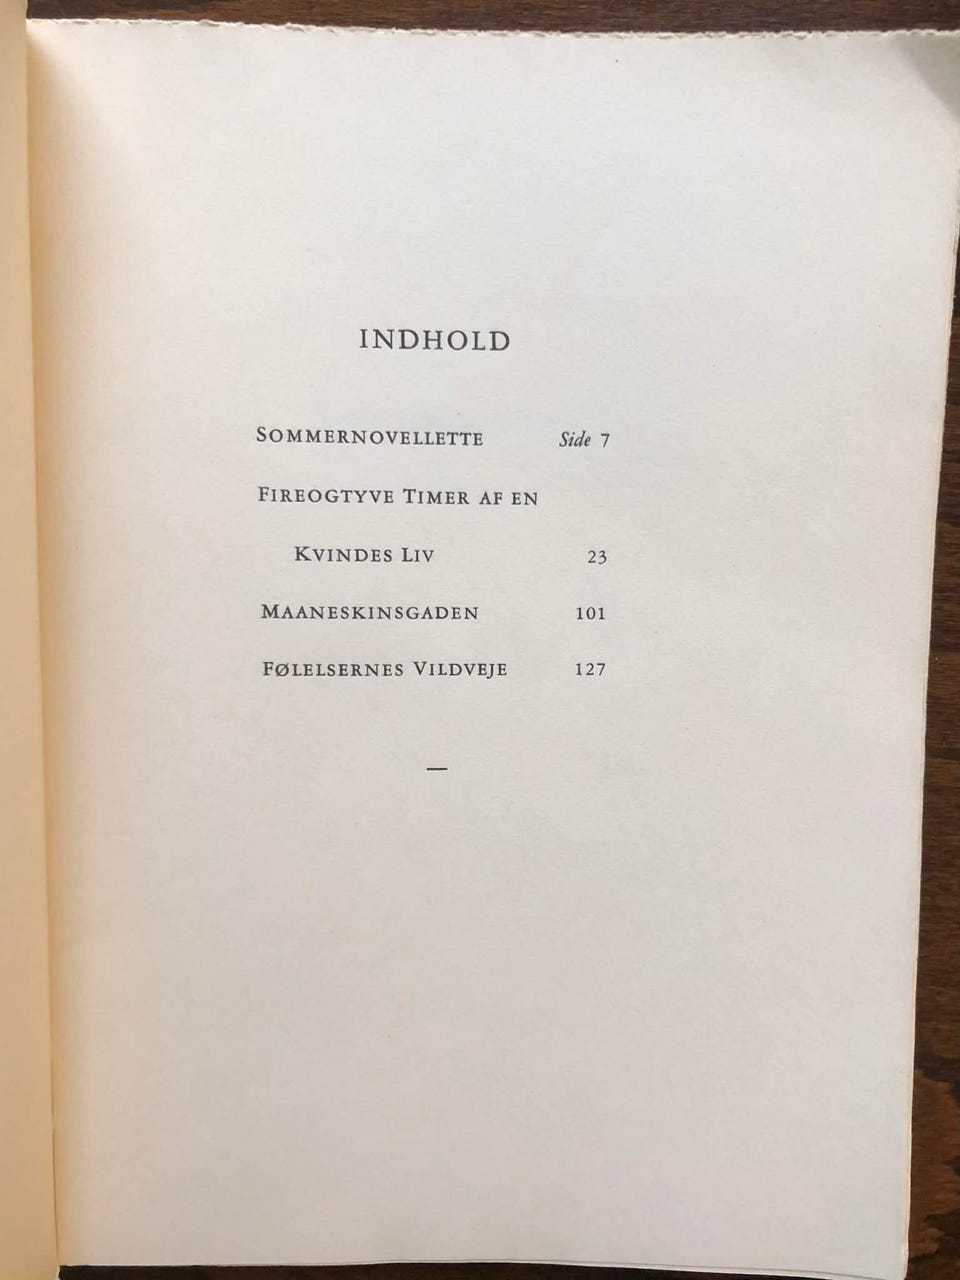 INDHOLD
SOMMERNOVELLETTE Side 7
FIREOGTYVE TIMER AF EN
KVINDES LIV 23
MAANESKINSGADEN 101
FØLELSERNES VILDVEJE 127
—